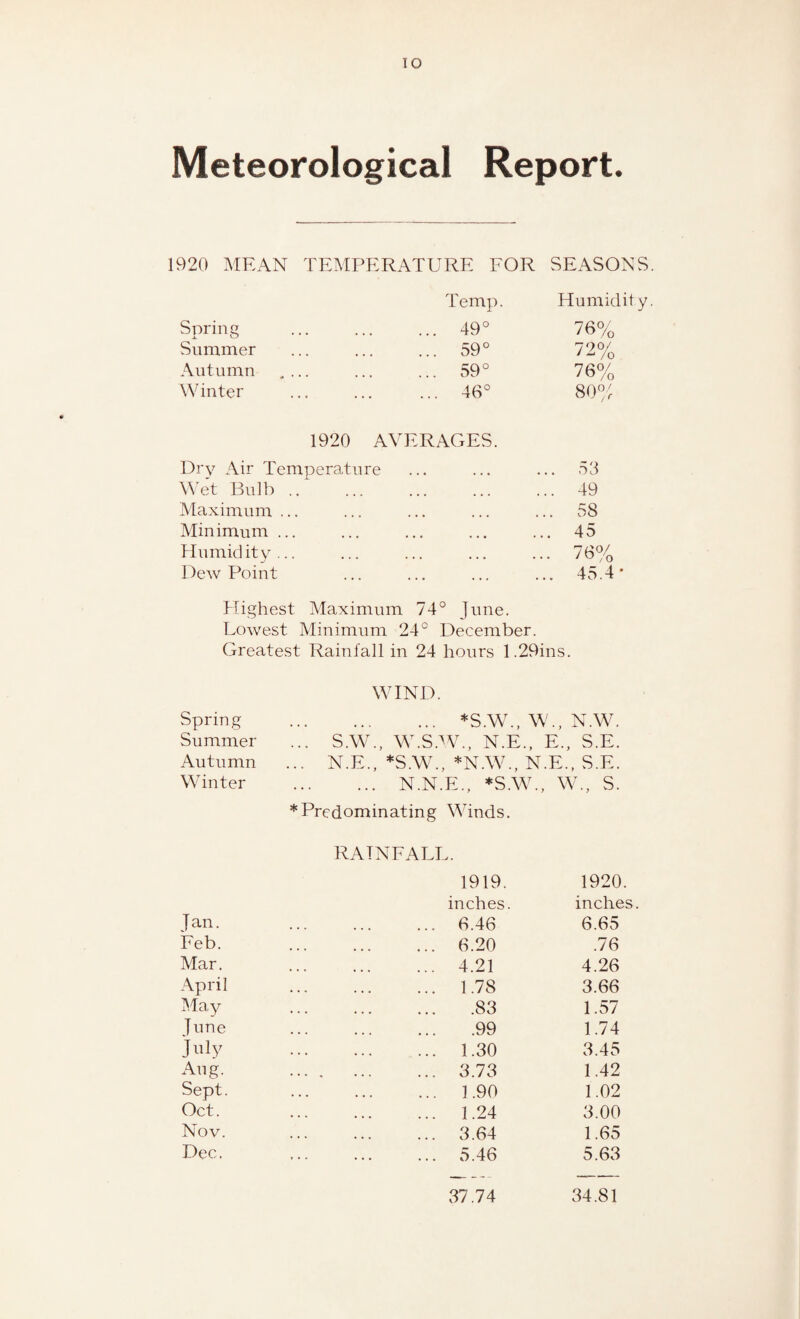 10
Meteorological Report.
1920 MEAN TEMPERATURE FOR SEASONS.
Temp. Humidity.
Spring ... ... ... 49° 76%
Summer ... ... ... 59° 72%
Autumn .... ... ... 59° 76%
Winter ... ... ... 46° 80%
1920 AVERAGES.
Dry Air Temperature ... ... ... 53
Wet Bulb .. ... ... ... ... 49
Maximum ... ... ... ... ... 58
Minimum ... ... ... ... ... 45
Humidity ... ... ... ... ... 76%
Dew Point ... ... ... ... 45.4
Highest Maximum 74° June.
Lowest Minimum 24° December.
Greatest Rainfall in 24 hours 1.29ins.
WIND.
Spring ... ... ... *S.W., W., N.W.
Summer ... S.W., W.S.W., N.E., E., S.E.
Autumn ... N.E., *S.W., *N.W., N.E., S.E.
Winter ... ... N.N.E., *S.W., W., S.
*Predominating Winds.
RAINFALL.
1919. 1920.
inches. inches.
Jan. ... ... ... 6.46 6.65
Feb. ... ... ... 6.20 .76
Mar. ... ... ... 4.21 4.26
April ... ... ... 1.78 3.66
May ... ... ... .83 1.57
June ... ... ... .99 1.74
July ... ... ... 1.30 3.45
Aug. ... . ... ... 3.73 1.42
Sept. ... ... ... 1.90 1.02
Oct. ... ... ... 1.24 3.00
Nov. ... ... ... 3.64 1.65
Dec. ... ... ... 5.46 5.63
37.74 34.81